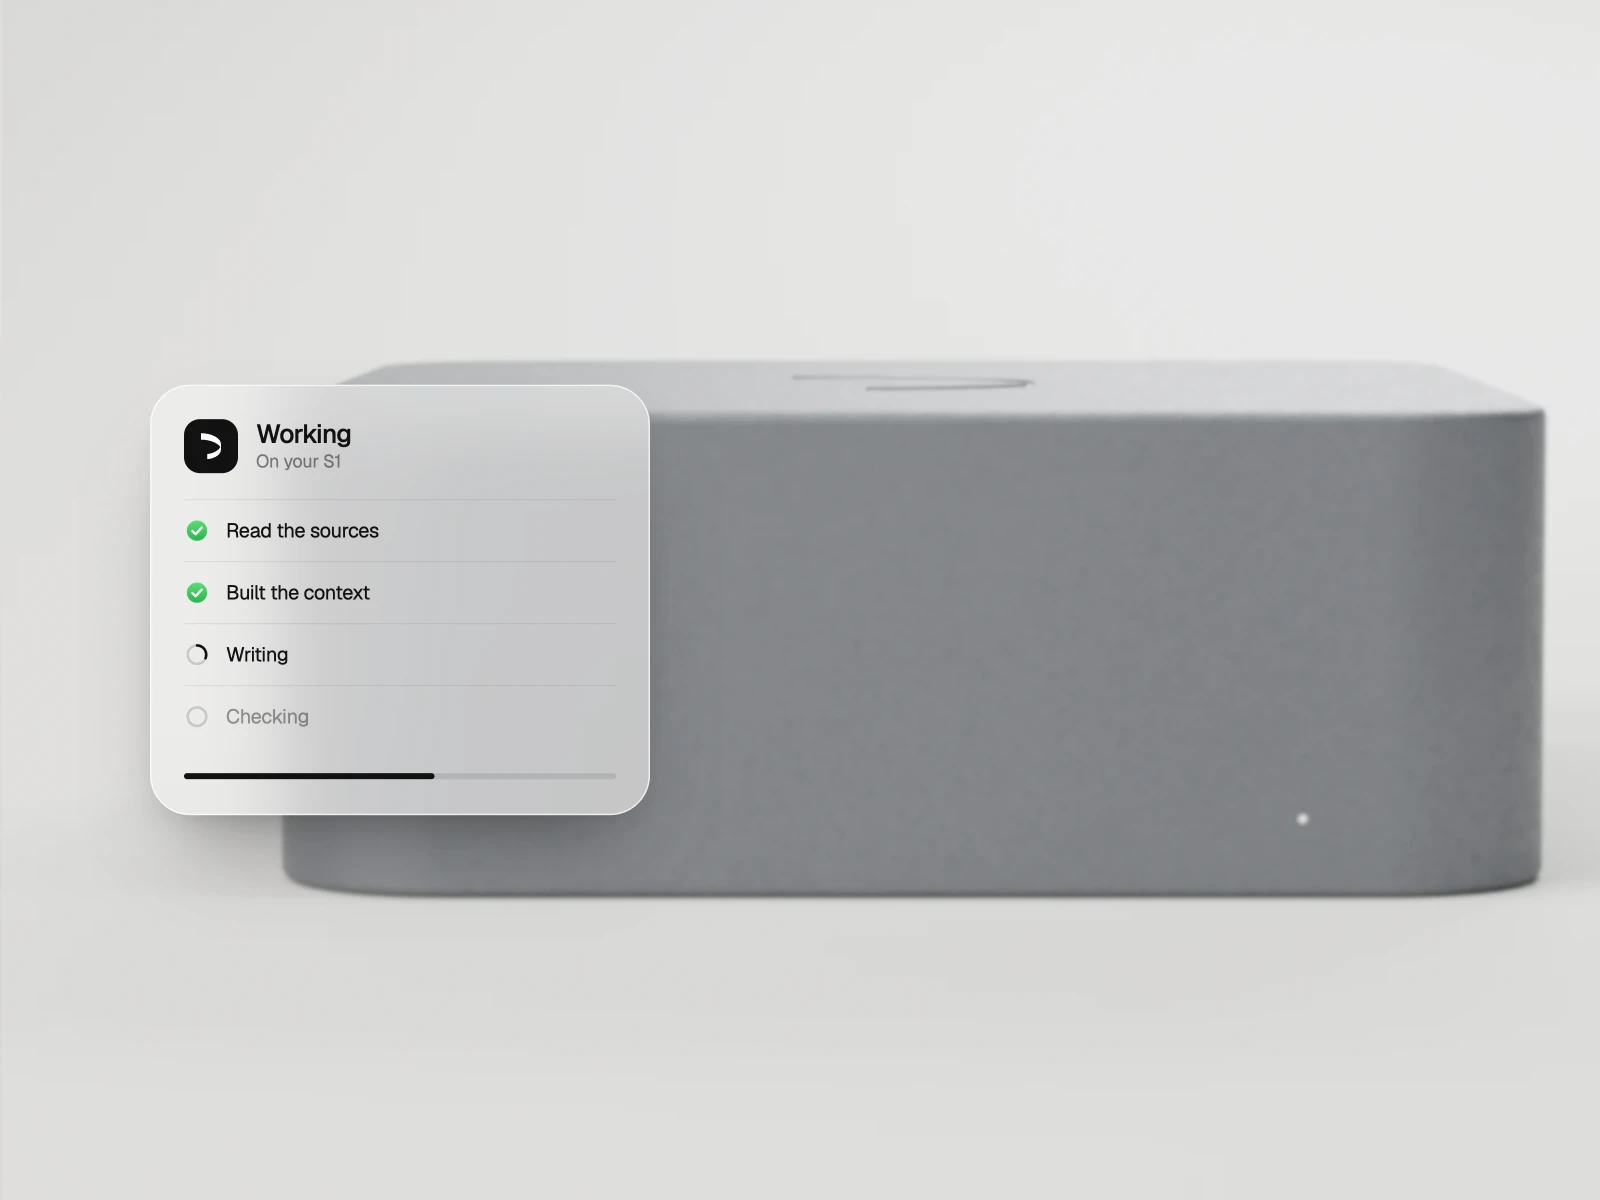 Working
On your S1
Read the sources
Built the context
Writing
Checking